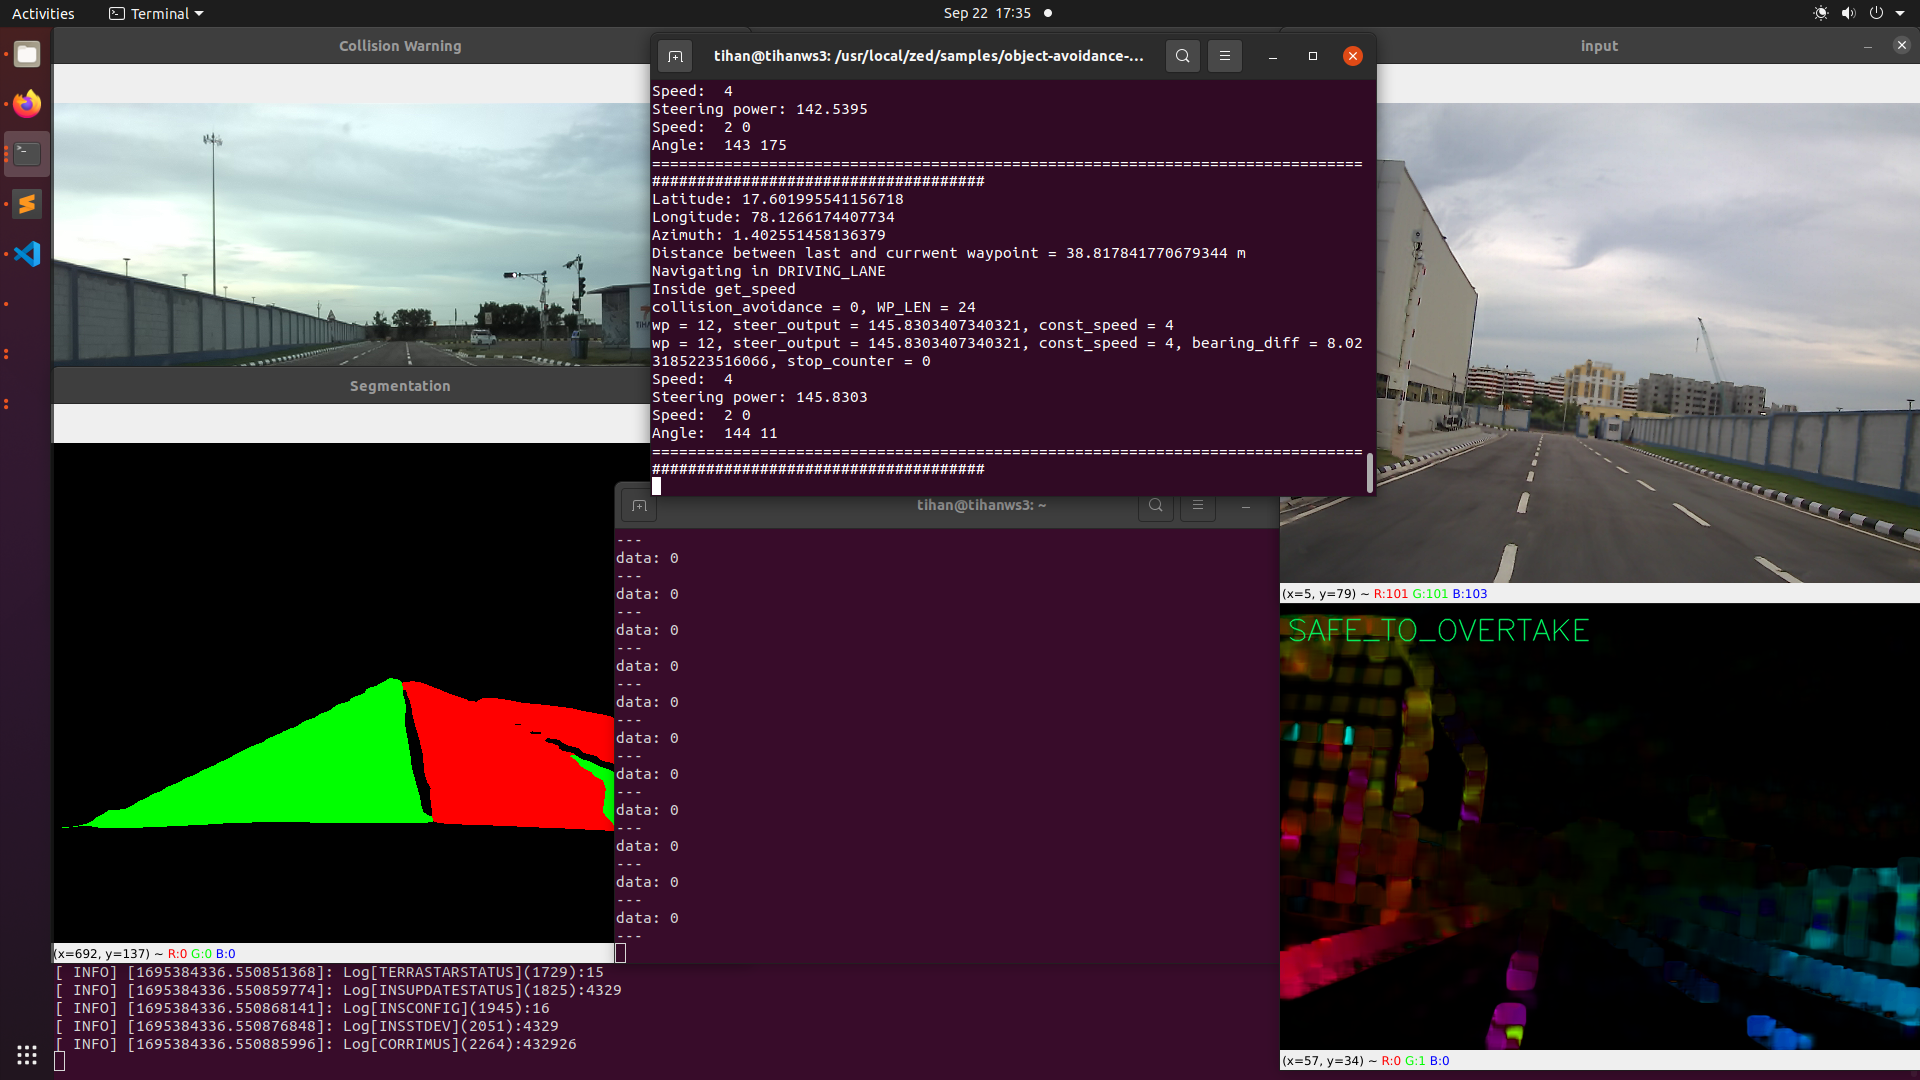 Activities
Terminal
Sep 22 17:35
Collision Warning
tihan@tihanws3: /usr/local/zed/samples/object-avoidance-...
input
Speed:  4
Steering power: 142.5395
Speed:  2 0
Angle:  143 175
===============================================================================
#####################################
Latitude: 17.601995541156718
Longitude: 78.1266174407734
Azimuth: 1.402551458136379
Distance between last and currwent waypoint = 38.817841770679344 m
Navigating in DRIVING_LANE
Inside get_speed
collision_avoidance = 0, WP_LEN = 24
wp = 12, steer_output = 145.8303407340321, const_speed = 4
wp = 12, steer_output = 145.8303407340321, const_speed = 4, bearing_diff = 8.02
3185223516066, stop_counter = 0
Speed:  4
Steering power: 145.8303
Speed:  2 0
Angle:  144 11
===============================================================================
#####################################
Segmentation
tihan@tihanws3: ~
---
data: 0
---
data: 0
---
data: 0
---
data: 0
---
data: 0
---
data: 0
---
data: 0
---
data: 0
---
data: 0
---
data: 0
---
data: 0
---
(x=5, y=79) ~ R:101 G:101 B:103
SAFE_TO_OVERTAKE
(x=57, y=34) ~ R:0 G:1 B:0
(x=692, y=137) ~ R:0 G:0 B:0
[ INFO] [1695384336.550851368]: Log[TERRASTARSTATUS](1729):15
[ INFO] [1695384336.550859774]: Log[INSUPDATESTATUS](1825):4329
[ INFO] [1695384336.550868141]: Log[INSCONFIG](1945):16
[ INFO] [1695384336.550876848]: Log[INSSTDEV](2051):4329
[ INFO] [1695384336.550885996]: Log[CORRIMUS](2264):432926